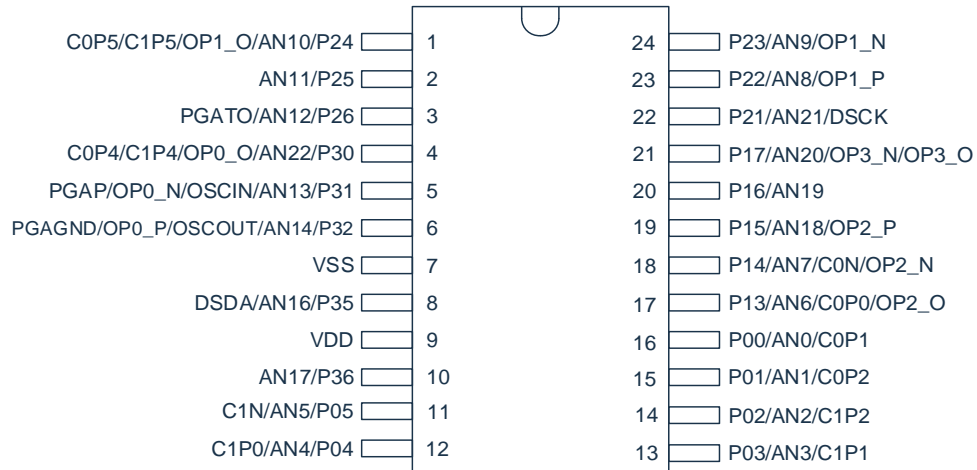 C0P5/C1P5/OP1_O/AN10/P24 1 24 P23/AN9/OP1_N
AN11/P25 2 23 P22/AN8/OP1_P
PGATO/AN12/P26 3 22 P21/AN21/DSCK
C0P4/C1P4/OP0_O/AN22/P30 4 21 P17/AN20/OP3_N/OP3_O
PGAP/OP0_N/OSCIN/AN13/P31 5 20 P16/AN19
PGAGND/OP0_P/OSCOUT/AN14/P32 6 19 P15/AN18/OP2_P
VSS 7 18 P14/AN7/C0N/OP2_N
DSDA/AN16/P35 8 17 P13/AN6/C0P0/OP2_O
VDD 9 16 P00/AN0/C0P1
AN17/P36 10 15 P01/AN1/C0P2
C1N/AN5/P05 11 14 P02/AN2/C1P2
C1P0/AN4/P04 12 13 P03/AN3/C1P1